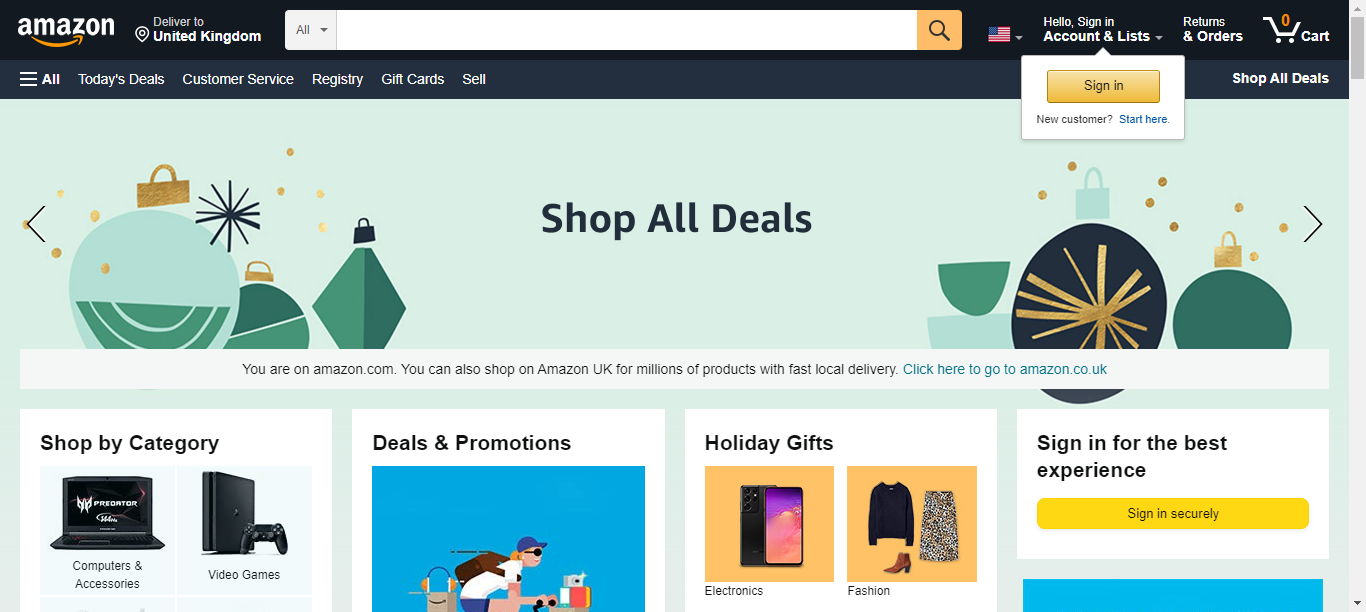 amazon
Deliver to
United Kingdom
All
Hello, Sign in
Account & Lists
Returns
& Orders
0
Cart
All
Today's Deals
Customer Service
Registry
Gift Cards
Sell
Shop All Deals
Sign in
New customer? Start here.
Shop All Deals
You are on amazon.com. You can also shop on Amazon UK for millions of products with fast local delivery. Click here to go to amazon.co.uk
Shop by Category
PREDATOR
144Hz
Computers &
Accessories
Video Games
Deals & Promotions
Holiday Gifts
Electronics
Fashion
Sign in for the best
experience
Sign in securely